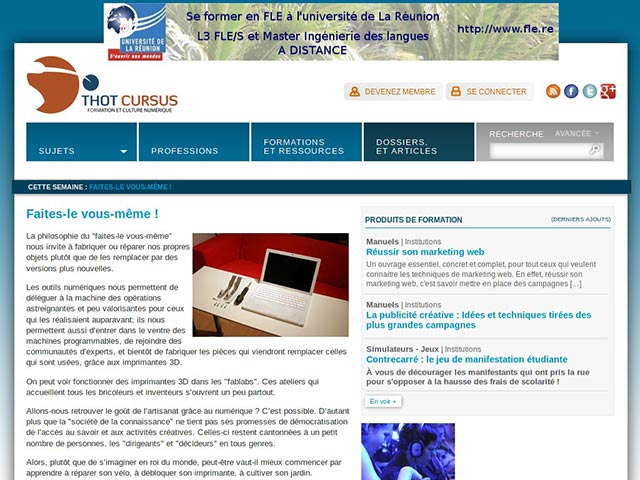 UNIVERSITÉ DE
LA RÉUNION
S'ouvrir aux mondes
Se former en FLE à l'université de La Réunion
L3 FLE/S et Master Ingénierie des langues
A DISTANCE
http://www.fle.re
THOT CURSUS
FORMATION ET CULTURE NUMÉRIQUE
DEVENEZ MEMBRE
SE CONNECTER
SUJETS
PROFESSIONS
FORMATIONS
ET RESSOURCES
DOSSIERS,
ET ARTICLES
RECHERCHE
AVANCÉE
CETTE SEMAINE : FAITES-LE VOUS-MÊME !
Faites-le vous-même !
La philosophie du "faites-le vous-même"
nous invite à fabriquer ou réparer nos propres
objets plutôt que de les remplacer par des
versions plus nouvelles.
Les outils numériques nous permettent de
déléguer à la machine des opérations
astreignantes et peu valorisantes pour ceux
qui les réalisaient auparavant; ils nous
permettent aussi d'entrer dans le ventre des
machines programmables, de rejoindre des
communautés d'experts, et bientôt de fabriquer les pièces qui viendront remplacer celles
qui sont usées, grâce aux imprimantes 3D.
On peut voir fonctionner des imprimantes 3D dans les "fablabs". Ces ateliers qui
accueillent tous les bricoleurs et inventeurs s'ouvrent un peu partout.
Allons-nous retrouver le goût de l'artisanat grâce au numérique ? C'est possible. D'autant
plus que la "société de la connaissance" ne tient pas ses promesses de démocratisation
de l'accès au savoir et aux activités créatives. Celles-ci restent cantonnées à un petit
nombre de personnes, les "dirigeants" et "décideurs" en tous genres.
Alors, plutôt que de s'imaginer en roi du monde, peut-être vaut-il mieux commencer par
apprendre à réparer son vélo, à débloquer son imprimante, à cultiver son jardin.
PRODUITS DE FORMATION
(DERNIERS AJOUTS)
Manuels | Institutions
Réussir son marketing web
Un ouvrage essentiel, concret et complet, pour tout ceux qui veulent
connaitre les techniques de marketing web. En effet, réussir son
marketing web, c'est savoir mettre en place des campagnes [...]
Manuels | Institutions
La publicité créative : Idées et techniques tirées des
plus grandes campagnes
Simulateurs - Jeux | Institutions
Contrecarré : le jeu de manifestation étudiante
À vous de décourager les manifestants qui ont pris la rue
pour s'opposer à la hausse des frais de scolarité !
En voir +